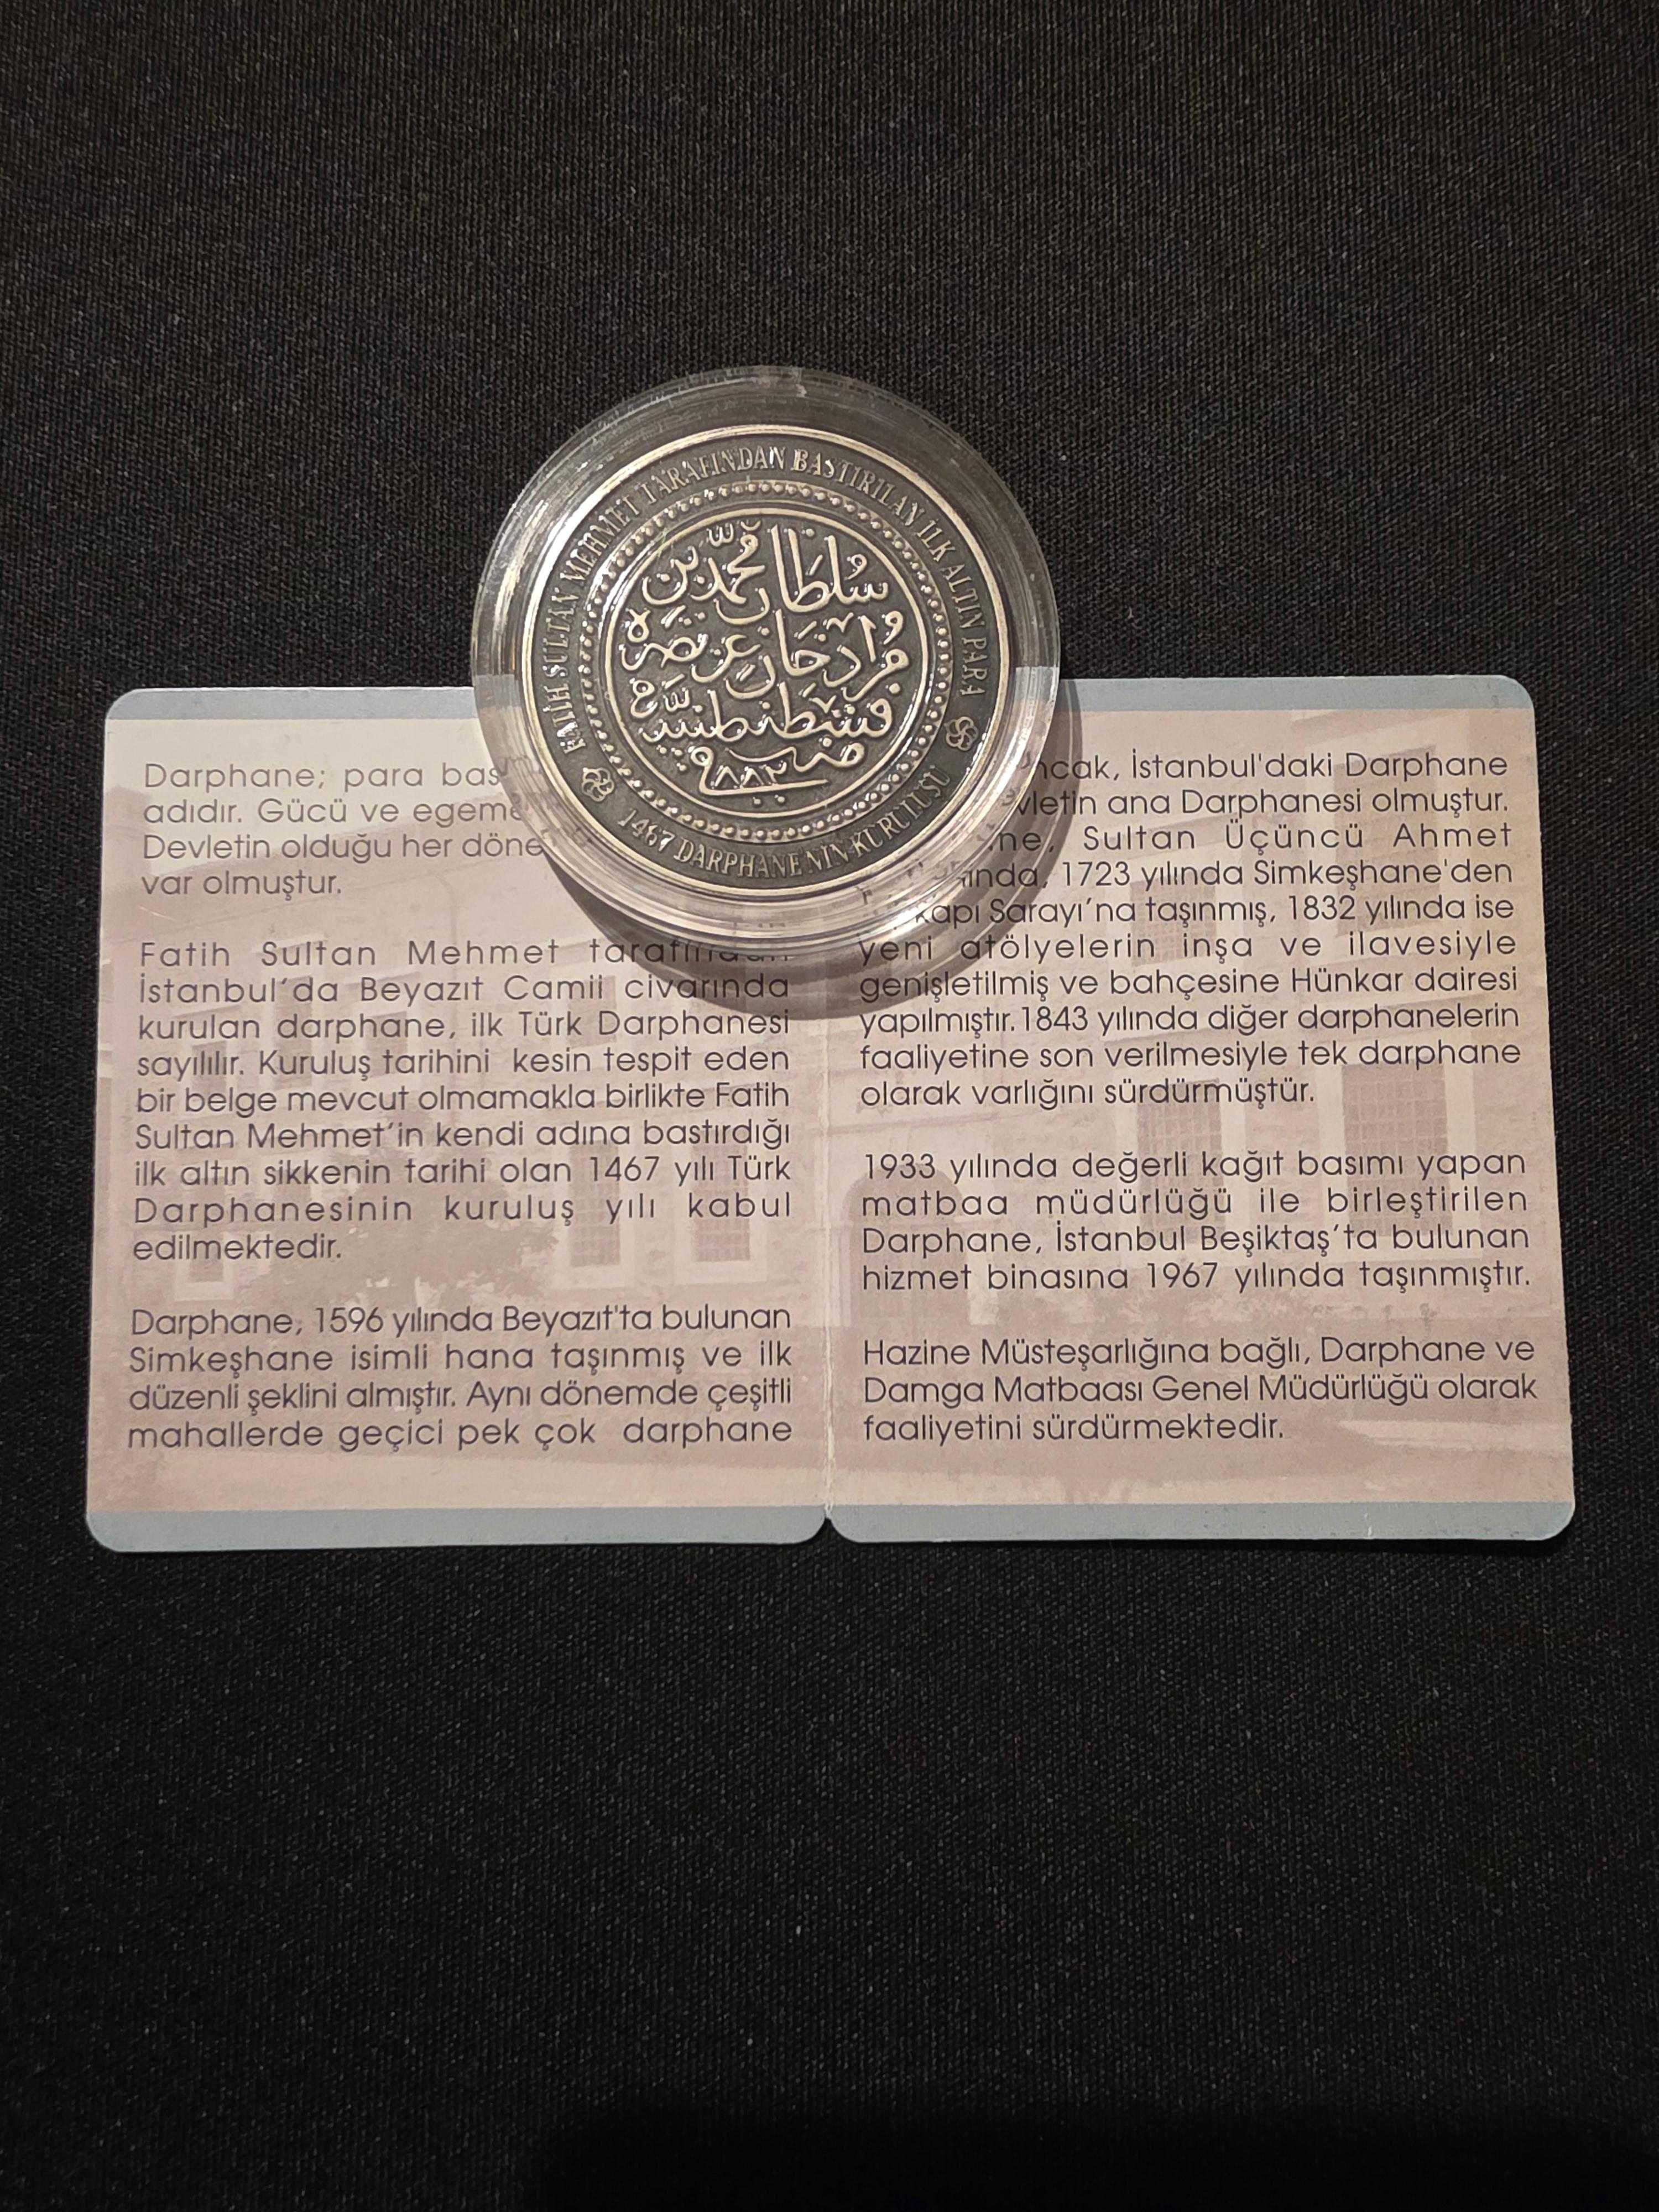 FATİH SULTAN MEHMET TARAFINDAN BASTIRILAN İLK ALTIN PARA
سلطان محمد بن
مراد خان عز نصره
ضرب
٨٨٢
1467 DARPHANE'NİN KURULUŞU
Darphane; para
adıdır. Gücü ve
Devletin olduğu her
var olmuştur.
Fatih Sultan Mehmet tarafından
İstanbul'da Beyazıt Camii civarında
kurulan darphane, ilk Türk Darphanesi
sayılılır. Kuruluş tarihini kesin tespit eden
bir belge mevcut olmamakla birlikte Fatih
Sultan Mehmet'in kendi adına bastırdığı
ilk altın sikkenin tarihi olan 1467 yılı Türk
Darphanesinin kuruluş yılı kabul
edilmektedir.
Darphane, 1596 yılında Beyazıt'ta bulunan
Simkeşhane isimli hana taşınmış ve ilk
düzenli şeklini almıştır. Aynı dönemde çeşitli
mahallerde geçici pek çok darphane
İstanbul'daki Darphane
ana Darphanesi olmuştur.
Sultan Üçüncü Ahmet
1723 yılında Simkeşhane'den
Sarayı'na taşınmış, 1832 yılında ise
yeni atölyelerin inşa ve ilavesiyle
genişletilmiş ve bahçesine Hünkar dairesi
yapılmıştır.1843 yılında diğer darphanelerin
faaliyetine son verilmesiyle tek darphane
olarak varlığını sürdürmüştür.
1933 yılında değerli kağıt basımı yapan
matbaa müdürlüğü ile birleştirilen
Darphane, İstanbul Beşiktaş'ta bulunan
hizmet binasına 1967 yılında taşınmıştır.
Hazine Müsteşarlığına bağlı, Darphane ve
Damga Matbaası Genel Müdürlüğü olarak
faaliyetini sürdürmektedir.